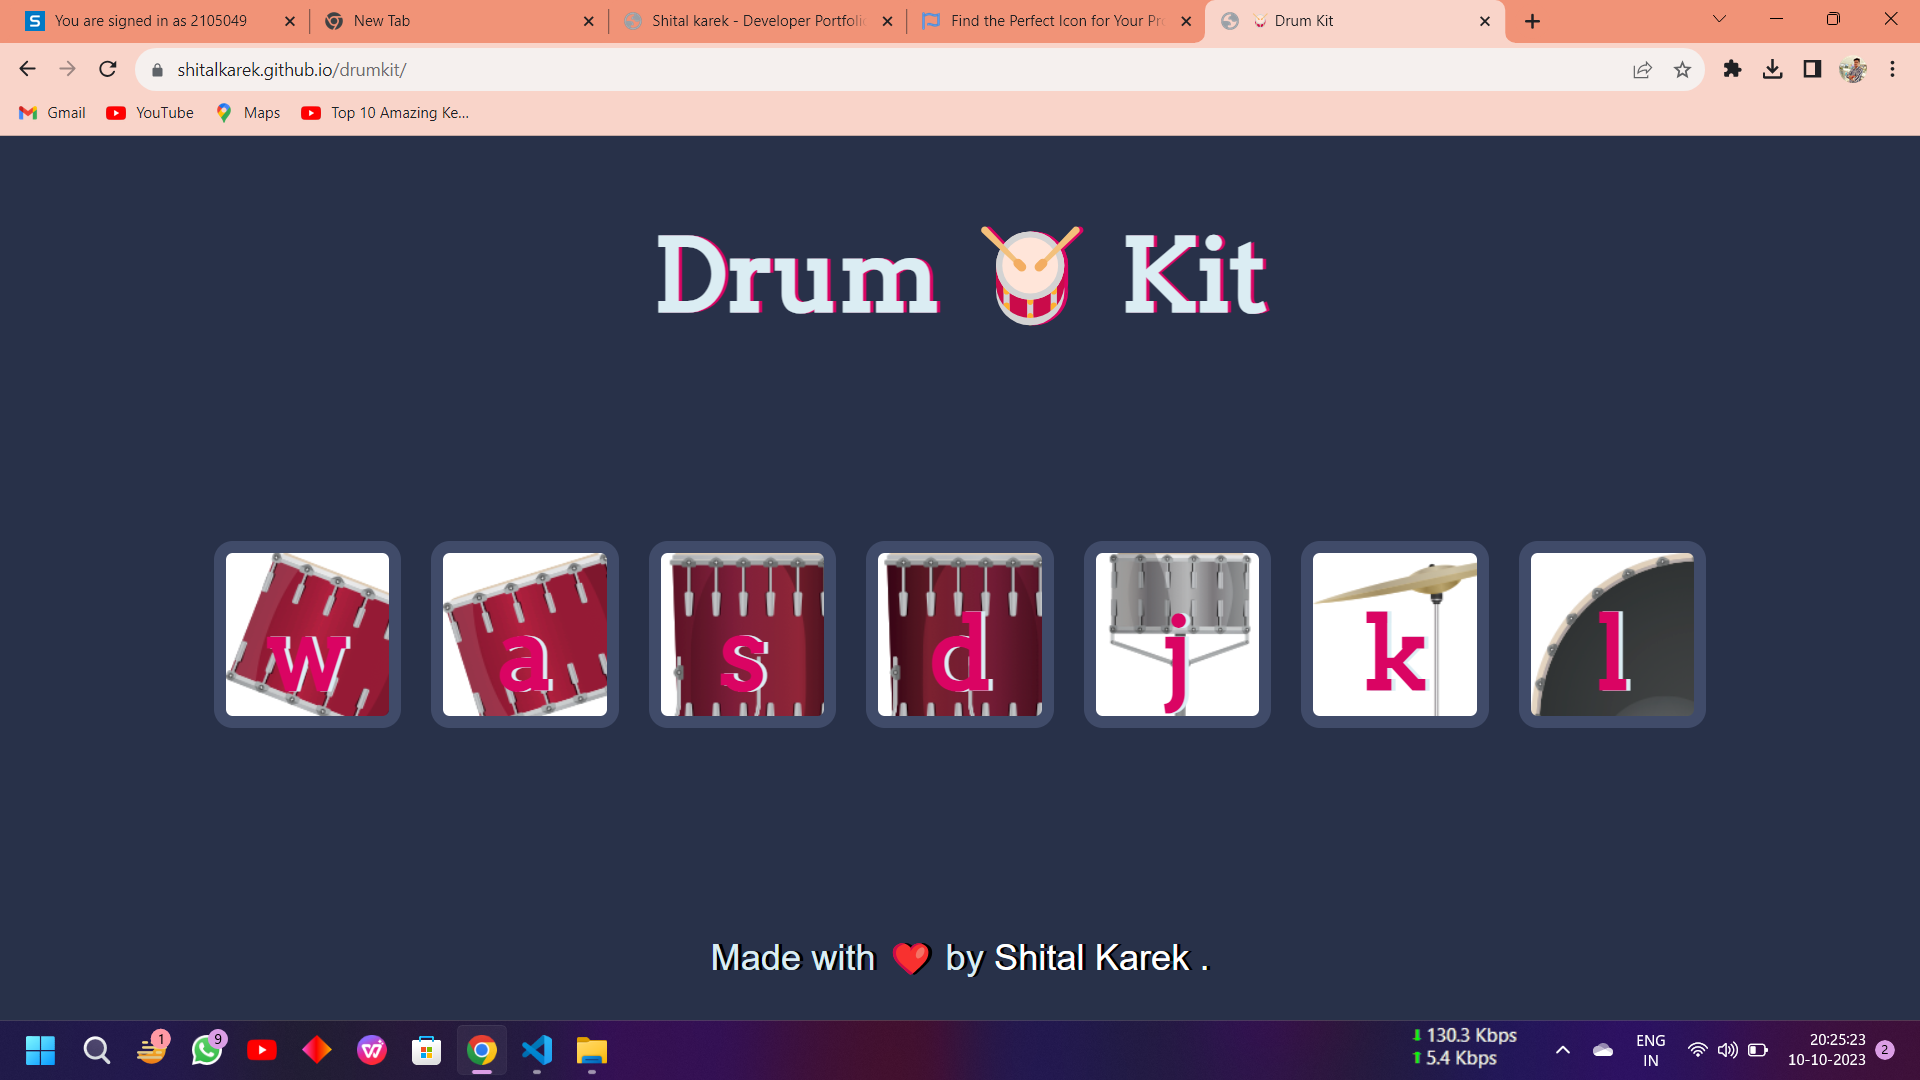 You are signed in as 2105049
New Tab
Shital karek - Developer Portfolio
Find the Perfect Icon for Your Pr
Drum Kit
shitalkarek.github.io/drumkit/
Gmail
YouTube
Maps
Top 10 Amazing Ke...
Drum Kit
w a s d j k l
Made with ❤️ by Shital Karek .
1
9
130.3 Kbps
5.4 Kbps
ENG
IN
20:25:23
10-10-2023
2